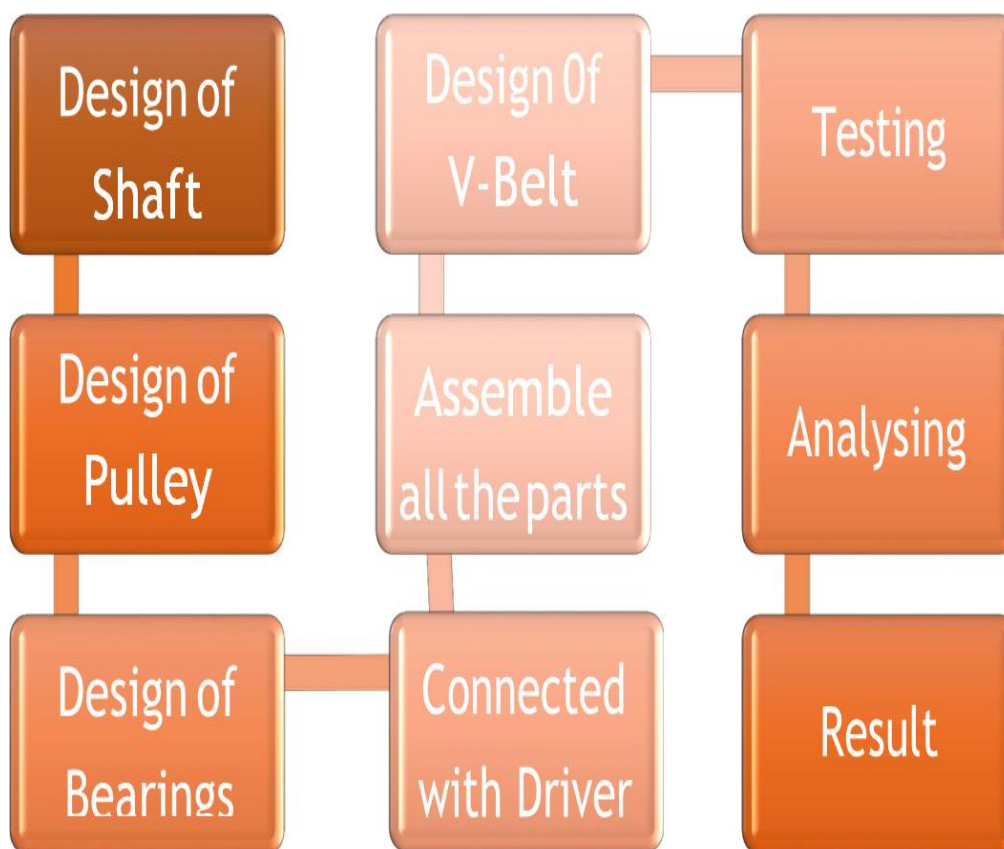 Design of
Shaft
Design of
Pulley
Design of
Bearings
Connected
with Driver
Assemble
all the parts
Design Of
V-Belt
Testing
Analysing
Result